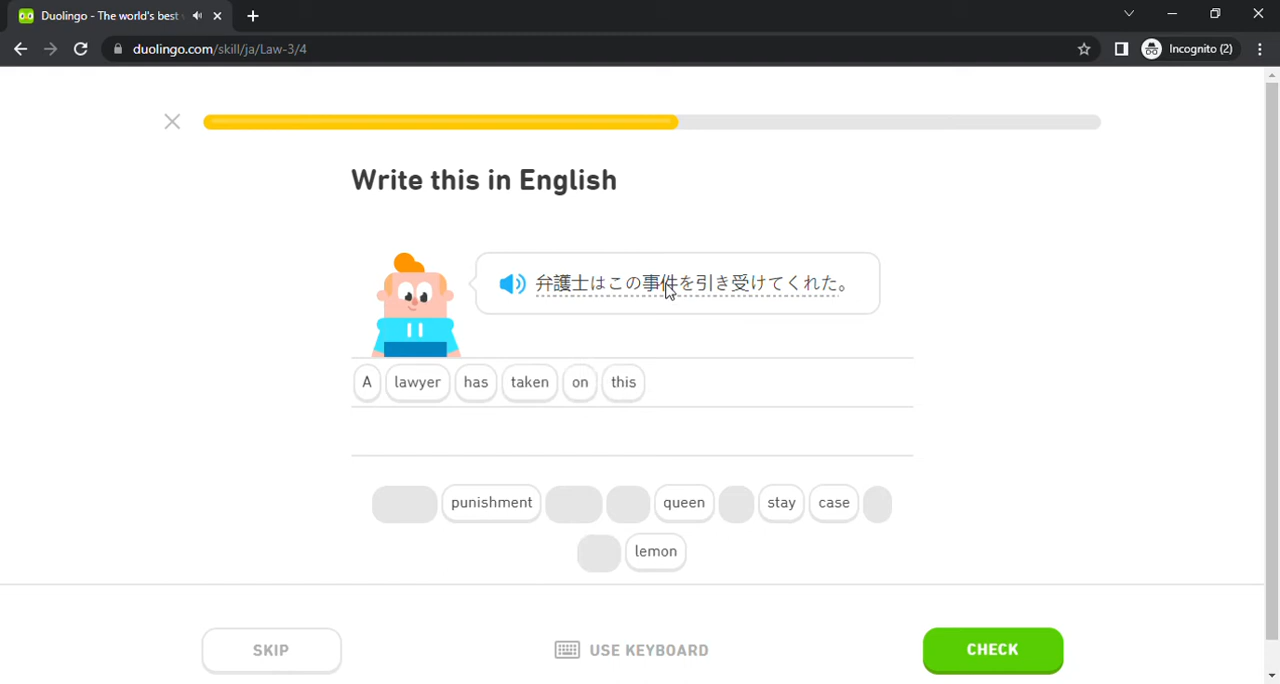 Duolingo - The world's best
duolingo.com/skill/ja/Law-3/4
Incognito (2)
Write this in English
弁護士はこの事件を引き受けてくれた。
A lawyer has taken on this
punishment queen stay case
lemon
SKIP USE KEYBOARD CHECK